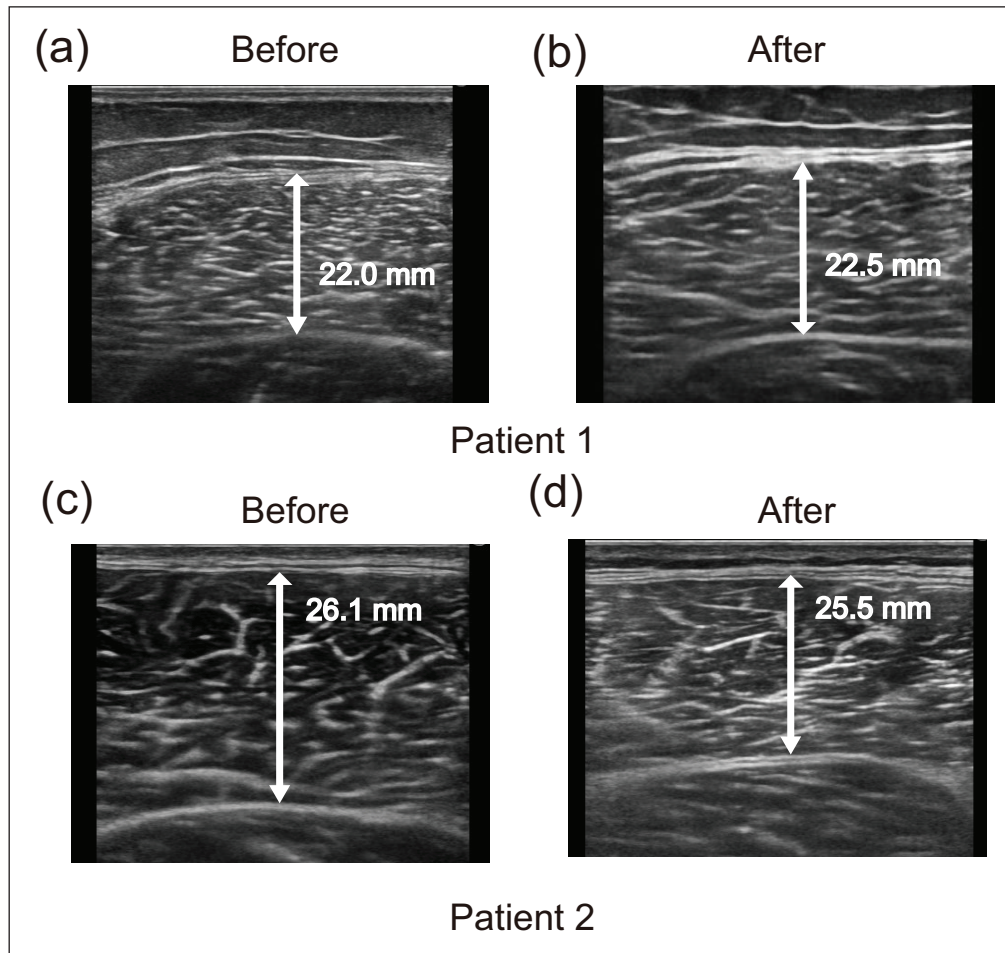 (a) Before (b) After
22.0 mm
22.5 mm
Patient 1
(c) Before (d) After
26.1 mm
25.5 mm
Patient 2